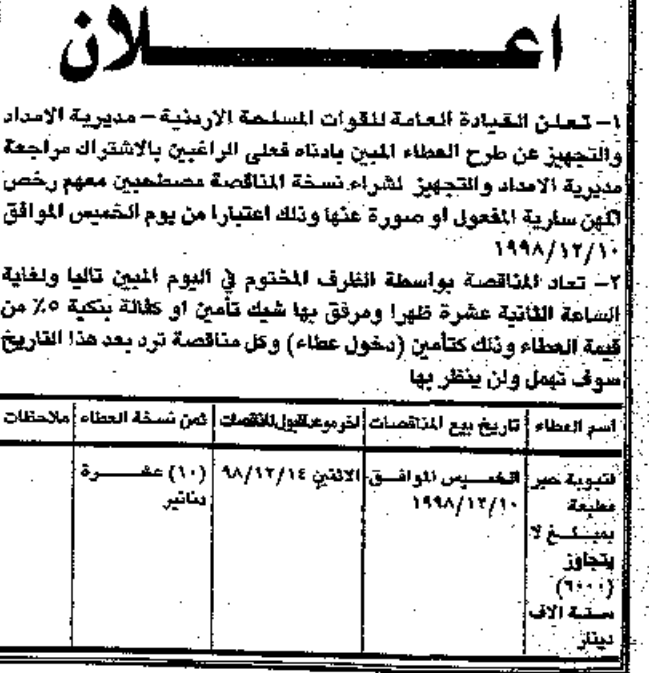 اعـــــلان
١- تعلن القيادة العامة للقوات المسلحة الاردنية - مديرية الامداد
والتجهيز عن طرح العطاء المبين بادناه فعلى الراغبين بالاشتراك مراجعة
مديرية الامداد والتجهيز لشراء نسخة المناقصة مصطحبين معهم رخص
المهن سارية المفعول او صورة عنها وذلك اعتبارا من يوم الخميس الموافق
١٩٩٨/١٢/١٠
٢- تعاد المناقصة بواسطة الظرف المختوم في اليوم المبين تاليا ولغاية
الساعة الثانية عشرة ظهرا ومرفق بها شيك تأمين او كفالة بنكية ٥٪ من
قيمة العطاء وذلك كتأمين (دخول عطاء) وكل مناقصة ترد بعد هذا التاريخ
سوف تهمل ولن ينظر بها
اسم العطاء تاريخ بيع المناقصات اخر موعد لقبول المناقصات ثمن نسخة العطاء ملاحظات
حبر الخميس الموافق الاثنين ٩٨/١٢/١٤ (١٠) عشرة
مطبعة ١٩٩٨/١٢/١٠ دنانير
بمبلغ لا
يتجاوز
(٦٠٠٠)
ستة الاف
دينار